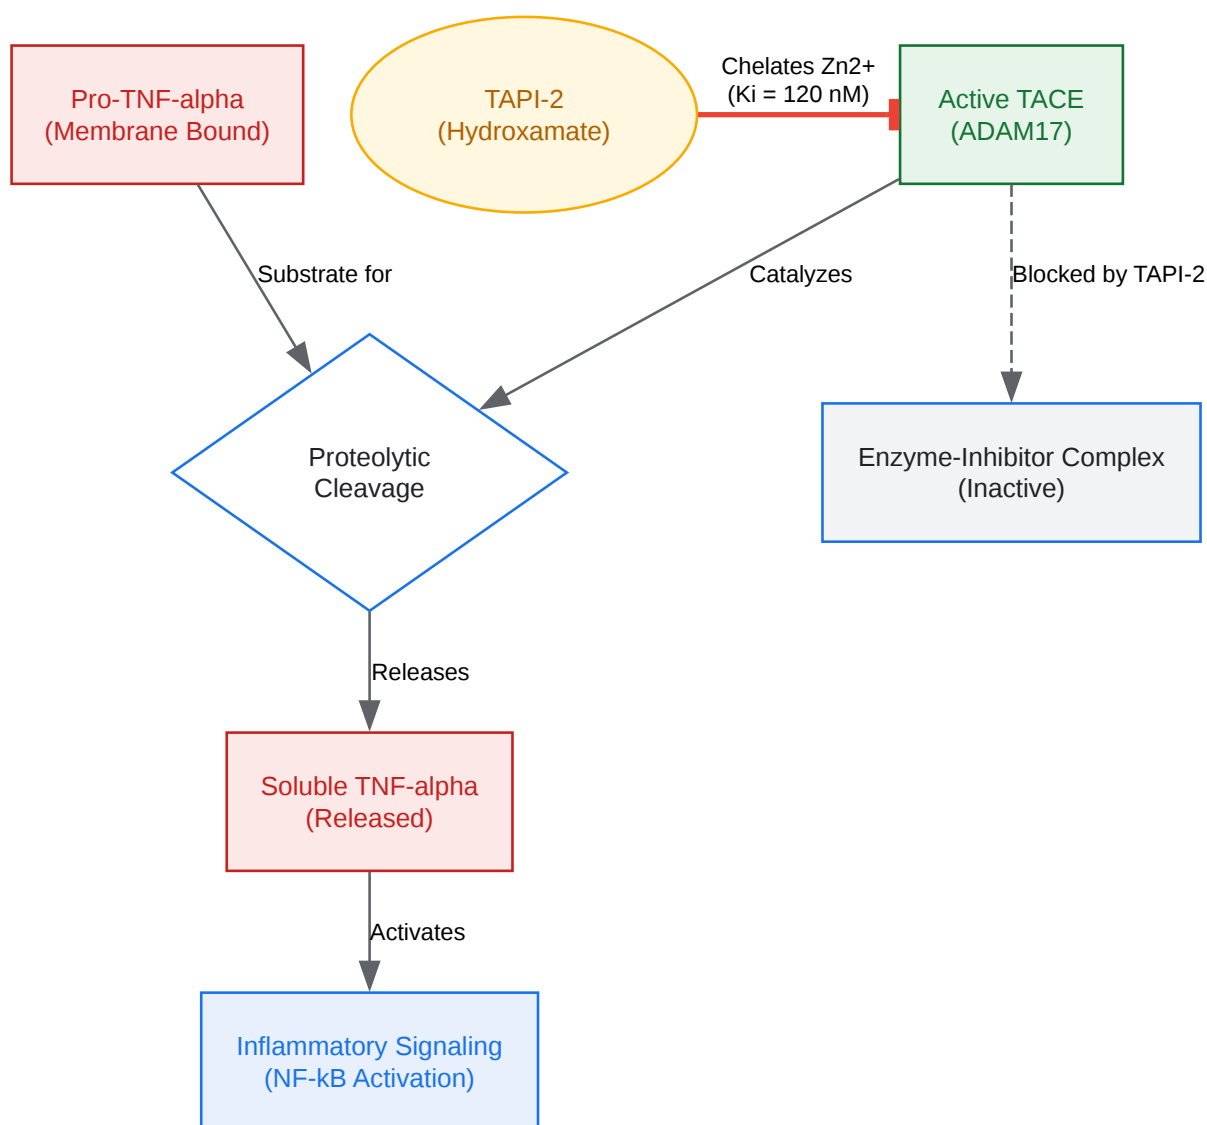 Pro-TNF-alpha
(Membrane Bound)
TAPI-2
(Hydroxamate)
Chelates Zn2+
(Ki = 120 nM)
Active TACE
(ADAM17)
Substrate for
Catalyzes
Blocked by TAPI-2
Proteolytic
Cleavage
Enzyme-Inhibitor Complex
(Inactive)
Releases
Soluble TNF-alpha
(Released)
Activates
Inflammatory Signaling
(NF-kB Activation)